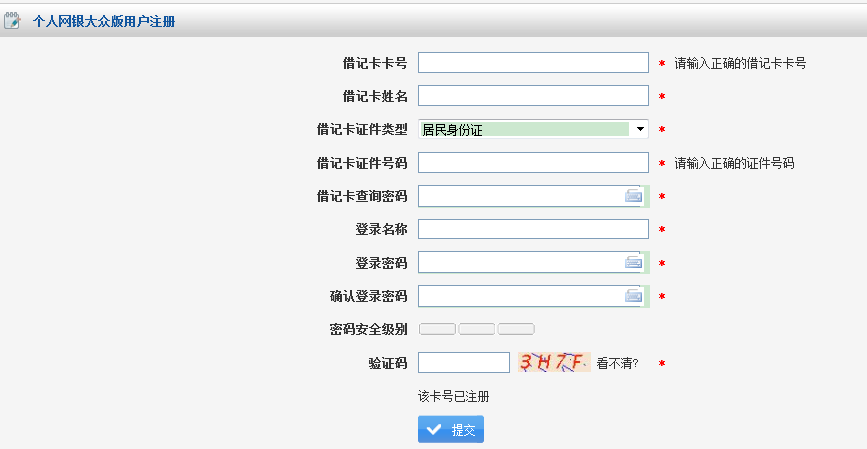 个人网银大众版用户注册
借记卡卡号 * 请输入正确的借记卡卡号
借记卡姓名 *
借记卡证件类型 居民身份证 *
借记卡证件号码 * 请输入正确的证件号码
借记卡查询密码 *
登录名称 *
登录密码 *
确认登录密码 *
密码安全级别
验证码 3H7F 看不清? *
该卡号已注册
提交